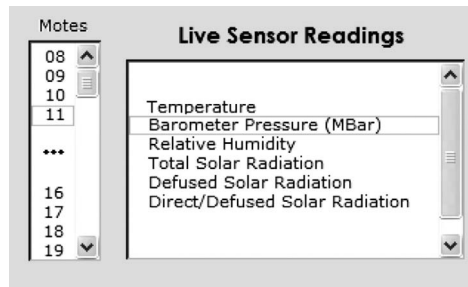 Motes
08
09
10
11
...
16
17
18
19
Live Sensor Readings
Temperature
Barometer Pressure (MBar)
Relative Humidity
Total Solar Radiation
Defused Solar Radiation
Direct/Defused Solar Radiation